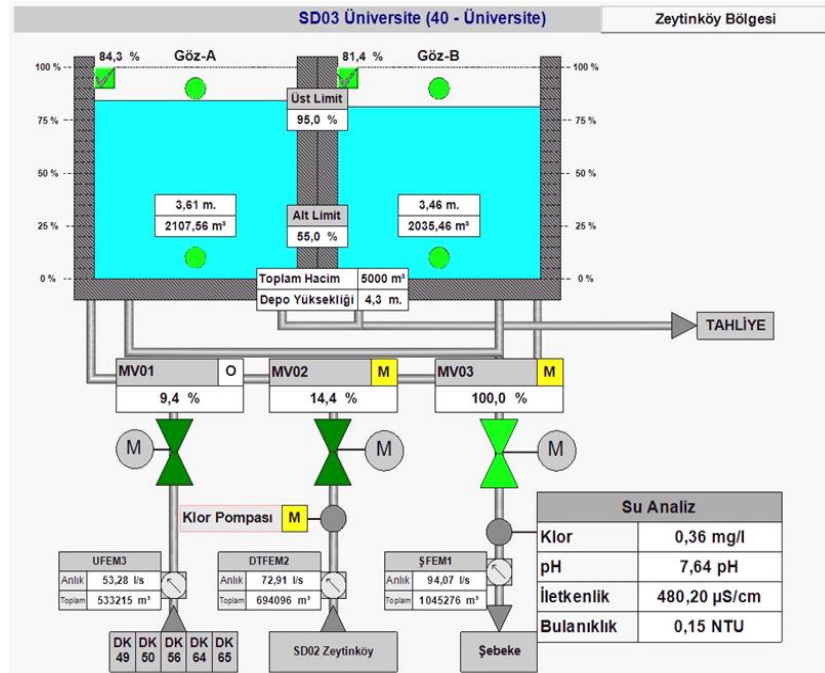 SD03 Üniversite (40 - Üniversite)
Zeytinköy Bölgesi
84,3 %
Göz-A
81,4 %
Göz-B
100 %
100 %
Üst Limit
95,0 %
75 %
75 %
50 %
50 %
3,61 m.
2107,56 m³
3,46 m.
2035,46 m³
Alt Limit
55,0 %
25 %
25 %
0 %
0 %
Toplam Hacim 5000 m³
Depo Yüksekliği 4,3 m.
TAHLİYE
MV01 O
9,4 %
MV02 M
14,4 %
MV03 M
100,0 %
M
M
M
Klor Pompası M
UFEM3
Anlık 53,28 l/s
Toplam 533215 m³
DTFEM2
Anlık 72,91 l/s
Toplam 694096 m³
ŞFEM1
Anlık 94,07 l/s
Toplam 1045276 m³
Su Analiz
Klor 0,36 mg/l
pH 7,64 pH
İletkenlik 480,20 µS/cm
Bulanıklık 0,15 NTU
DK 49
DK 50
DK 56
DK 64
DK 65
SD02 Zeytinköy
Şebeke